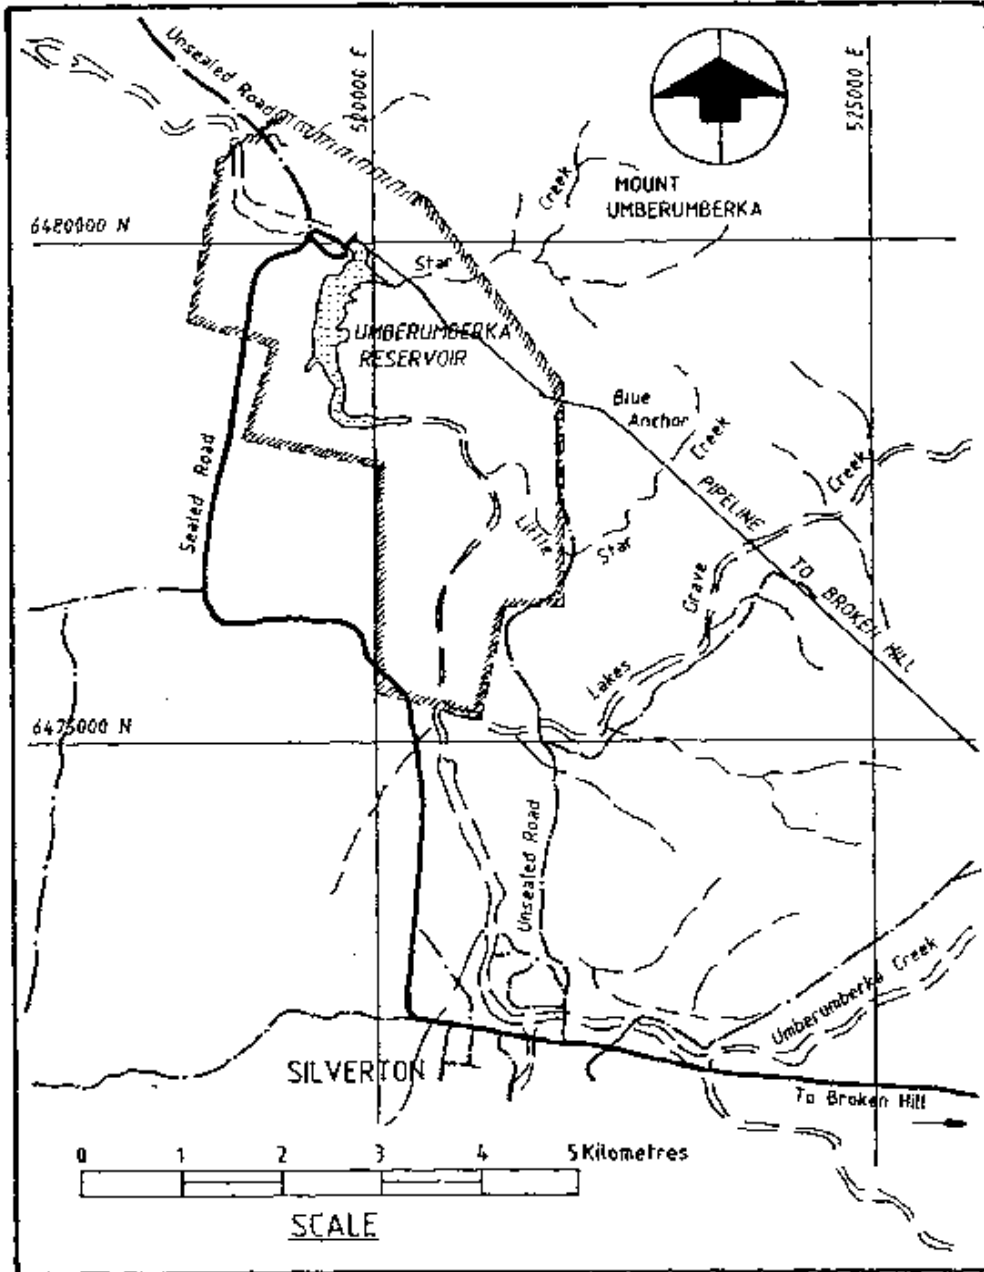 Unsealed Road
520000 E
525000 E
Creek
MOUNT
UMBERUMBERKA
6480000 N
Star
UMBERUMBERKA
RESERVOIR
Blue
Anchor
Creek
Creek
Sealed Road
PIPELINE TO BROKEN HILL
Little
Star
Grave
Lakes
6475000 N
Unsealed Road
Umberumberka Creek
SILVERTON
To Broken Hill
0 1 2 3 4 5 Kilometres
SCALE